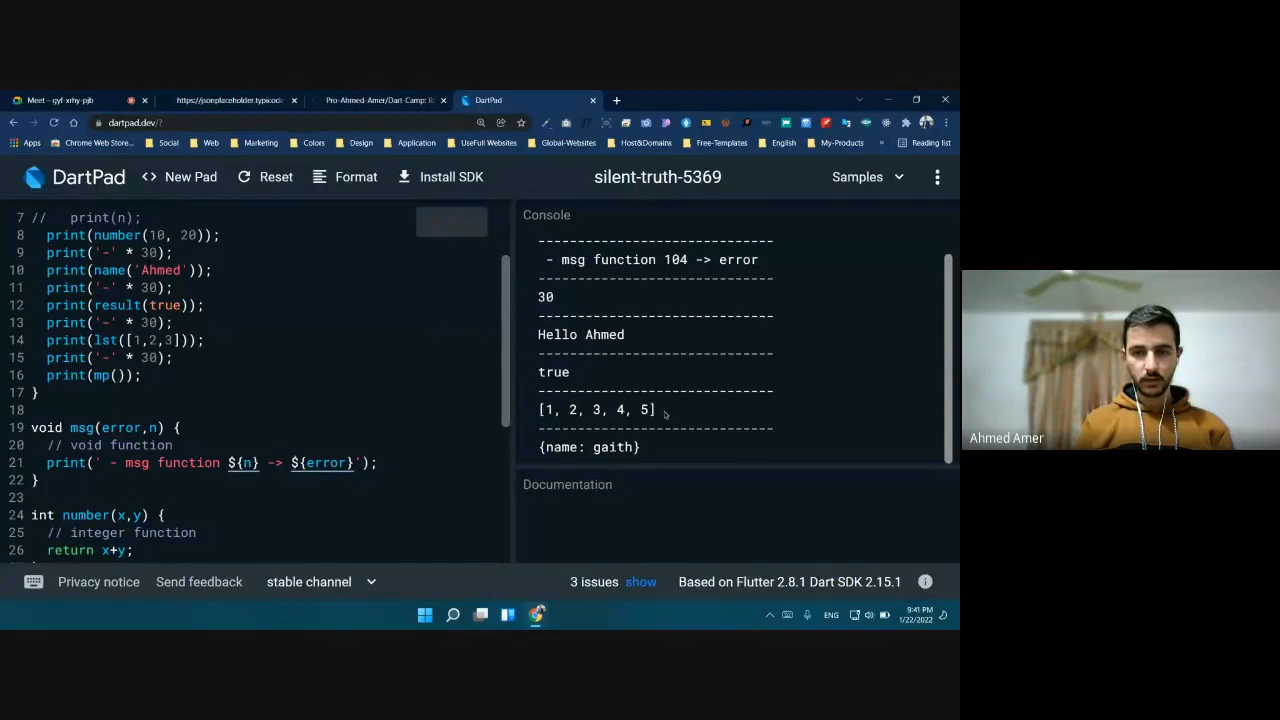 Meet – gyf-xrhy-pjb
https://jsonplaceholder.typicod
Pro-Ahmed-Amer/Dart-Camp: R
DartPad
dartpad.dev/?
Apps
Chrome Web Store...
Social
Web
Marketing
Colors
Design
Application
UseFull Websites
Global-Websites
Host&Domains
Free-Templates
English
My-Products
»
Reading list
DartPad
<> New Pad
Reset
Format
Install SDK
silent-truth-5369
Samples
7 //   print(n);
8 print(number(10, 20));
9 print('-' * 30);
10 print(name('Ahmed'));
11 print('-' * 30);
12 print(result(true));
13 print('-' * 30);
14 print(lst([1,2,3]));
15 print('-' * 30);
16 print(mp());
17 }
18
19 void msg(error,n) {
20 // void function
21 print(' - msg function ${n} -> ${error}');
22 }
23
24 int number(x,y) {
25 // integer function
26 return x+y;
Console
------------------------------
- msg function 104 -> error
------------------------------
30
------------------------------
Hello Ahmed
------------------------------
true
------------------------------
[1, 2, 3, 4, 5]
------------------------------
{name: gaith}
Documentation
Privacy notice
Send feedback
stable channel
3 issues show
Based on Flutter 2.8.1 Dart SDK 2.15.1
ENG
9:41 PM
1/22/2022
Ahmed Amer